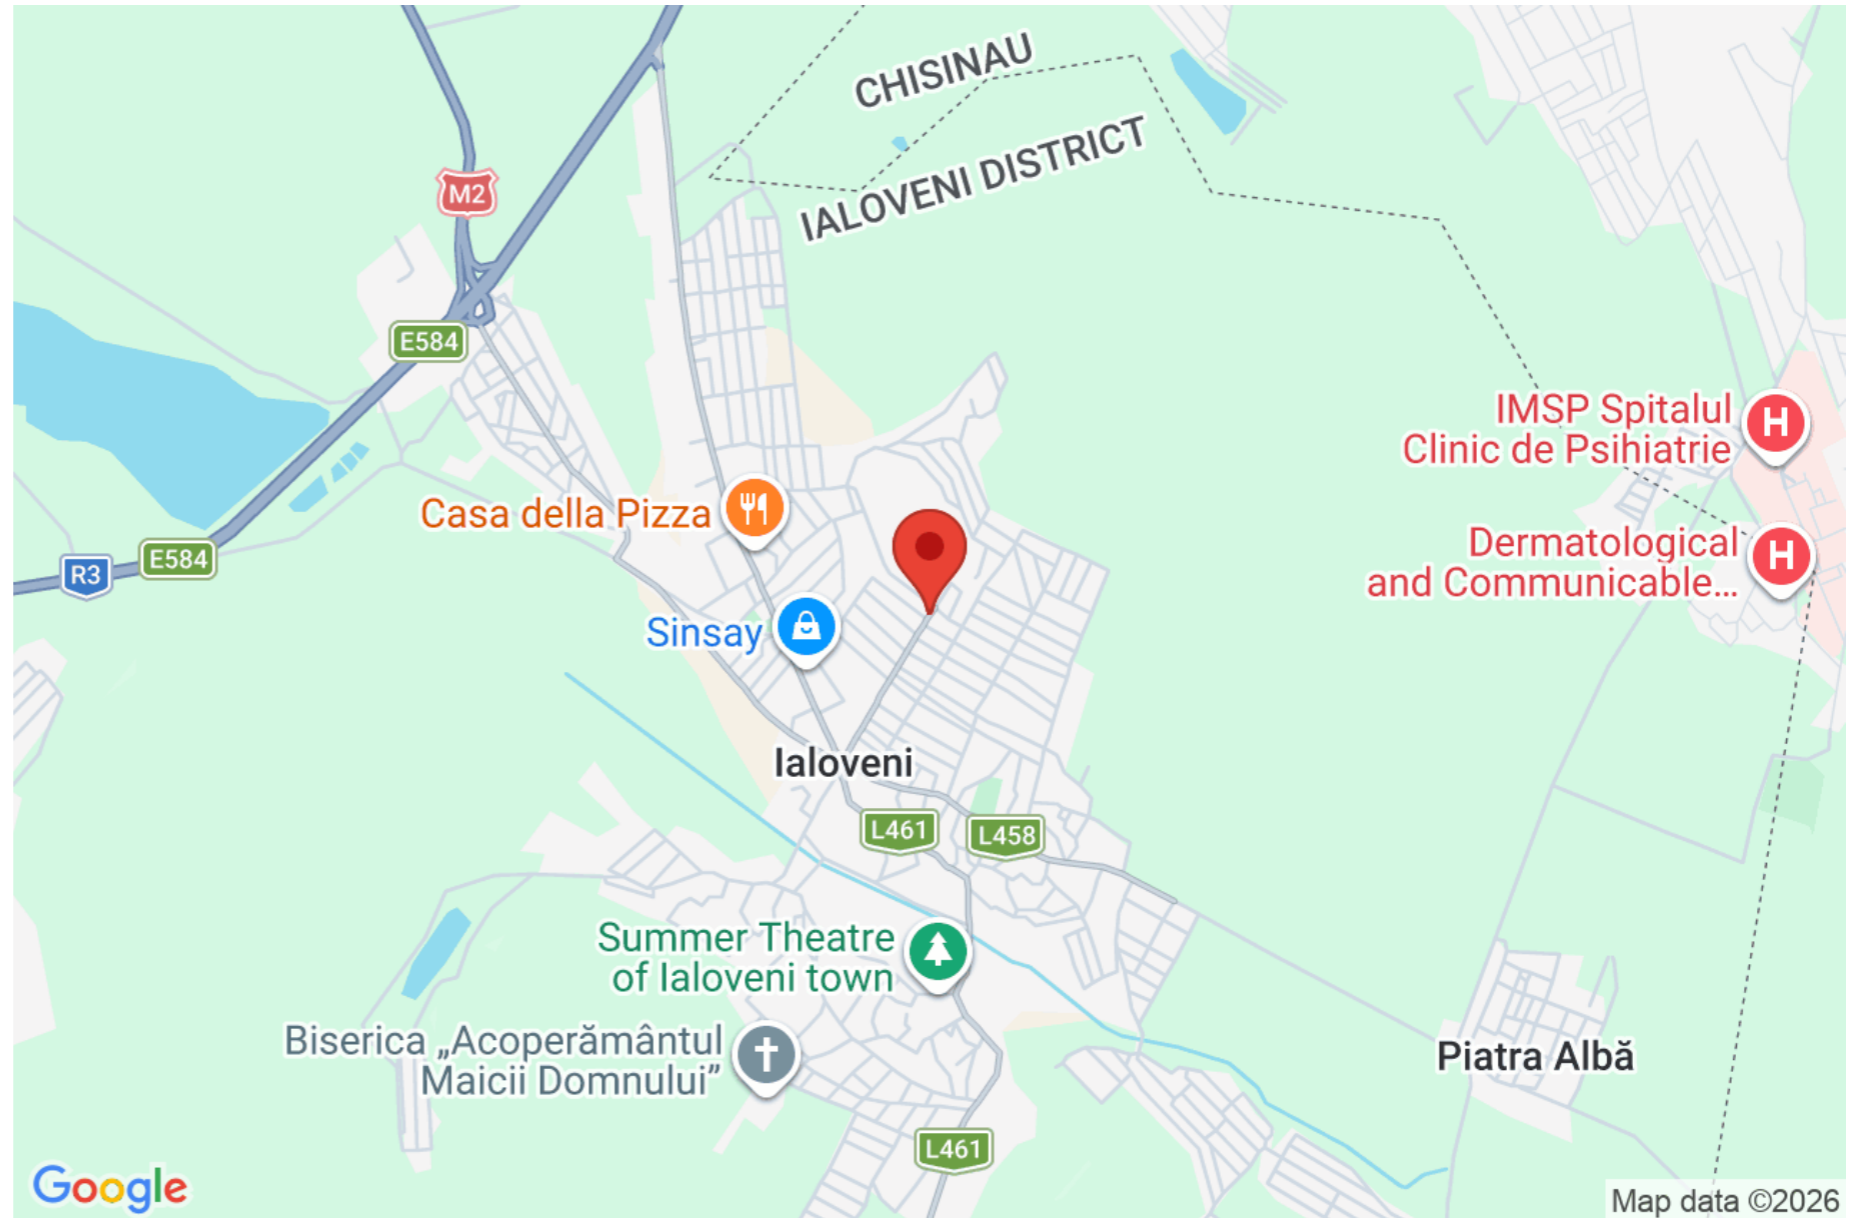 CHISINAU
IALOVENI DISTRICT
M2
E584
IMSP Spitalul
Clinic de Psihiatrie
H
Casa della Pizza
Dermatological
and Communicable...
H
E584
R3
Sinsay
Ialoveni
L461
L458
Summer Theatre
of Ialoveni town
Biserica „Acoperământul
Maicii Domnului”
Piatra Albă
L461
Google
Map data ©2026